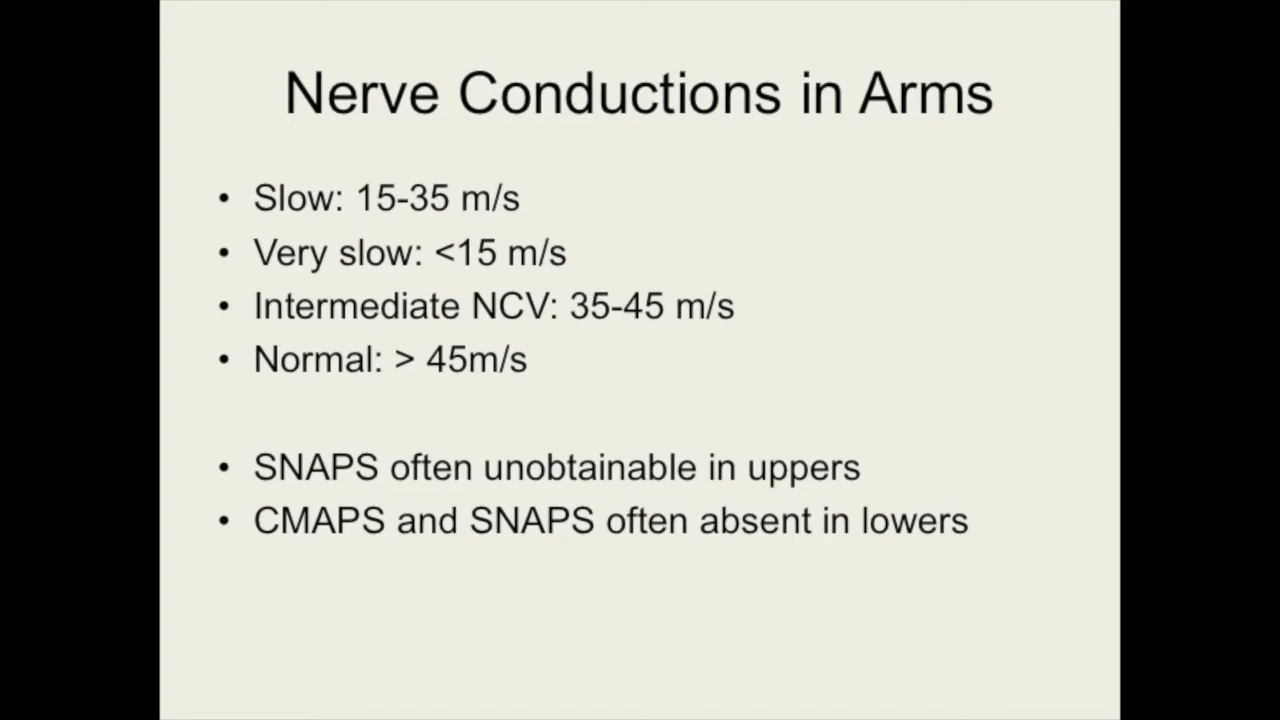 Nerve Conductions in Arms
• Slow: 15-35 m/s
• Very slow: <15 m/s
• Intermediate NCV: 35-45 m/s
• Normal: > 45m/s
• SNAPS often unobtainable in uppers
• CMAPS and SNAPS often absent in lowers